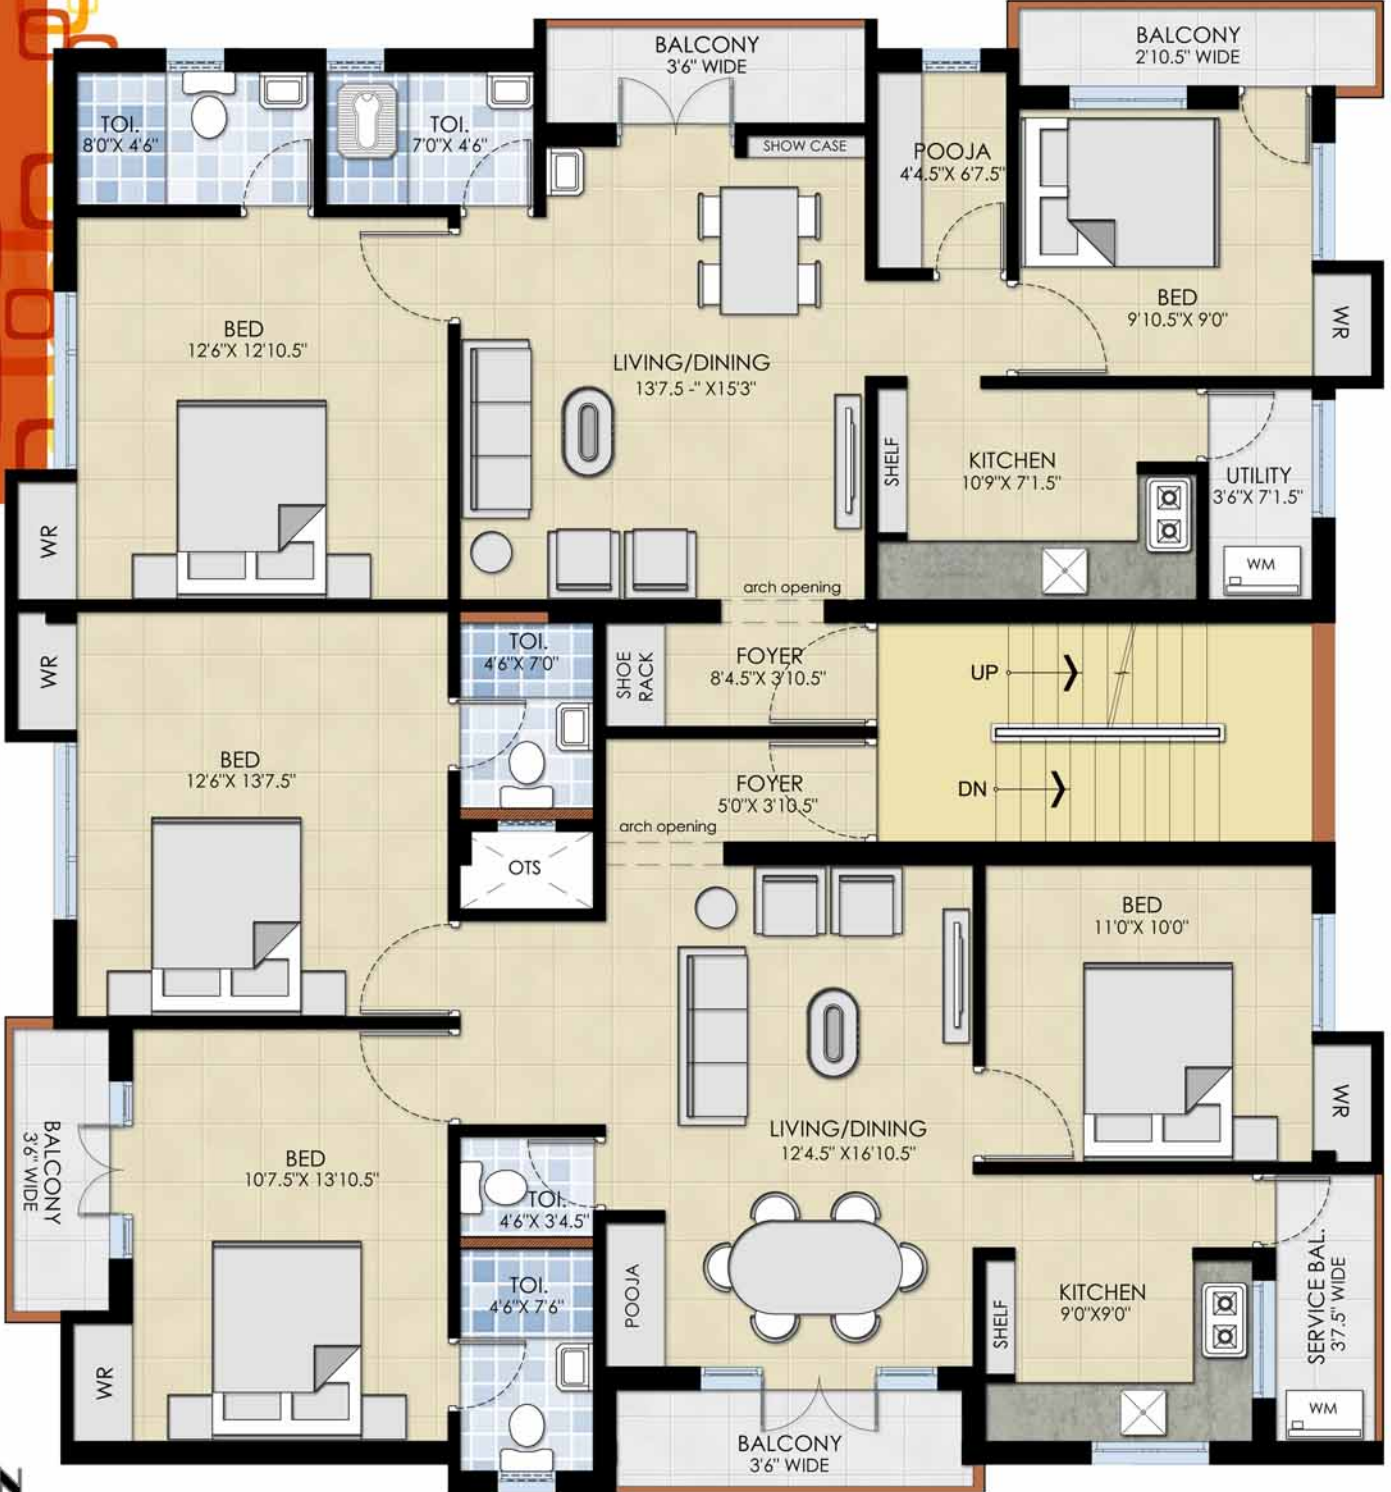 BALCONY
2'10.5" WIDE
BALCONY
3'6" WIDE
TOI.
8'0"X 4'6"
TOI.
7'0"X 4'6"
SHOW CASE
POOJA
4'4.5"X 6'7.5"
BED
9'10.5"X 9'0"
WR
BED
12'6"X 12'10.5"
LIVING/DINING
13'7.5 -" X15'3"
SHELF
KITCHEN
10'9"X 7'1.5"
UTILITY
3'6"X 7'1.5"
WR
WM
arch opening
WR
TOI.
4'6"X 7'0"
SHOE
RACK
FOYER
8'4.5"X 3'10.5"
UP
BED
12'6"X 13'7.5"
FOYER
5'0"X 3'10.5"
DN
arch opening
OTS
BED
11'0"X 10'0"
WR
BALCONY
3'6" WIDE
BED
10'7.5"X 13'10.5"
LIVING/DINING
12'4.5" X16'10.5"
TOI.
4'6"X 3'4.5"
TOI.
4'6"X 7'6"
POOJA
SHELF
KITCHEN
9'0"X9'0"
SERVICE BAL.
3'7.5" WIDE
WR
WM
BALCONY
3'6" WIDE
N